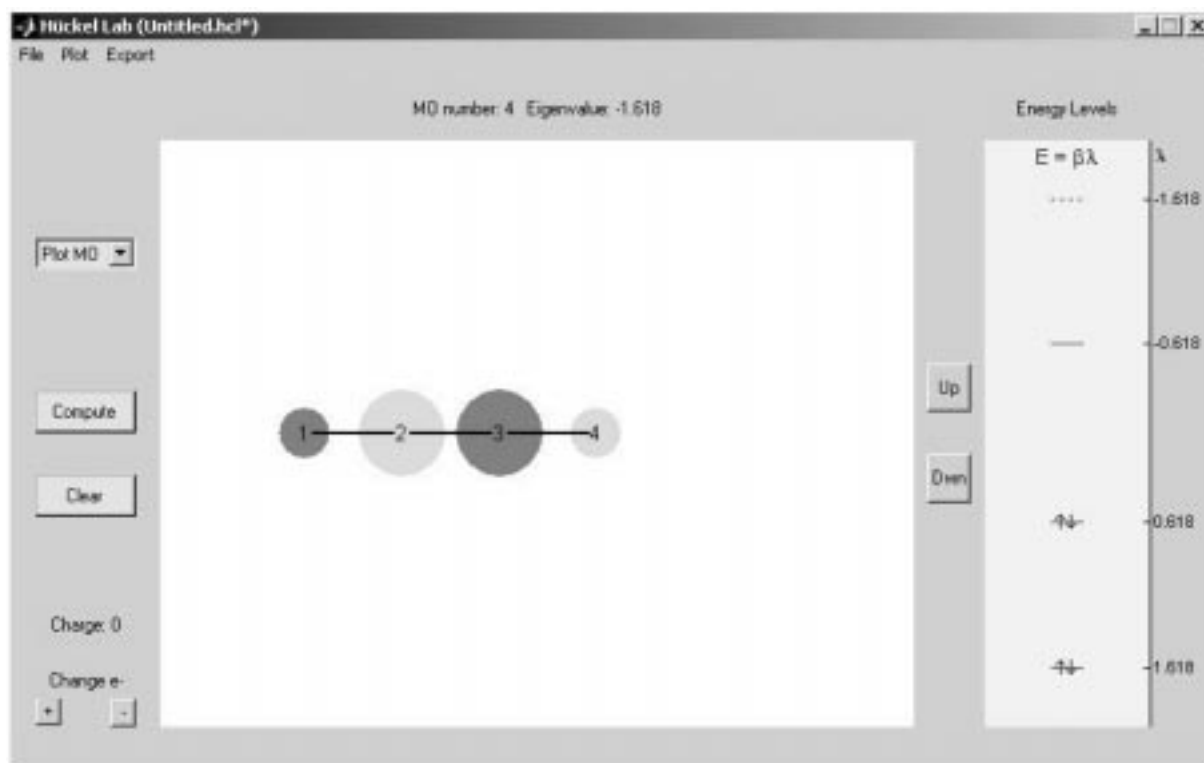 Hückel Lab (Untitled.hcl*)
File Plot Export
MO number: 4 Eigenvalue: -1.618
Energy Levels
E = βλ
λ
-1.618
Plot MO
-0.618
Up
Compute
1 2 3 4
Clear
Dwn
0.618
Charge: 0
1.618
Change e-
+ -